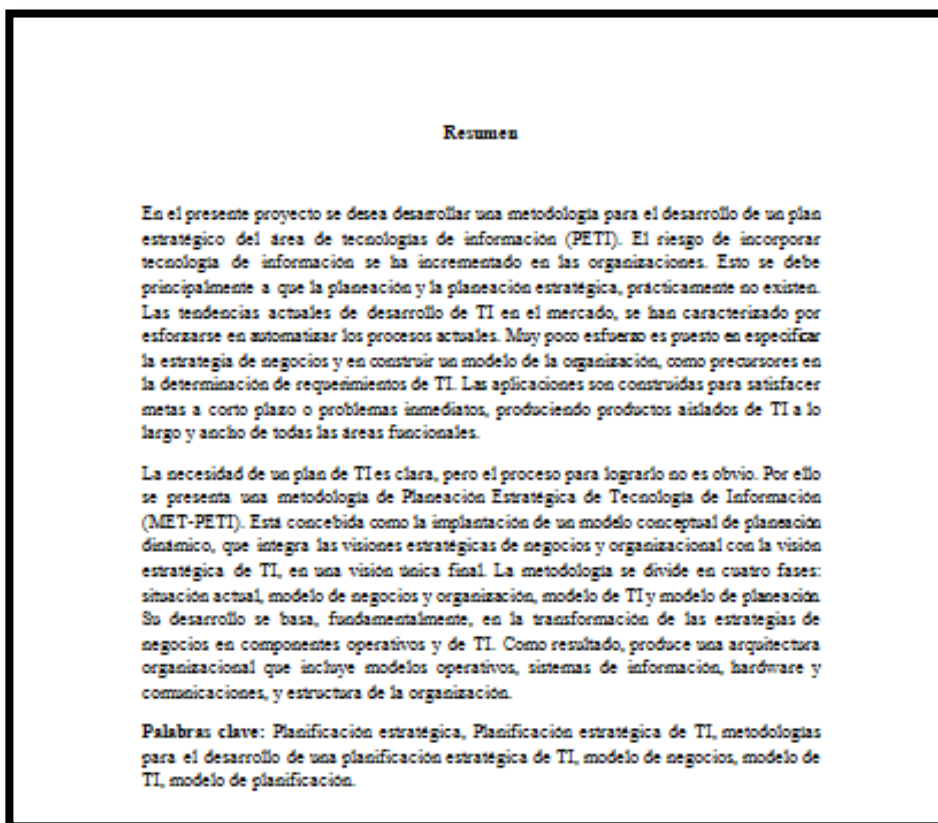 Resumen
En el presente proyecto se desea desarrollar una metodología para el desarrollo de un plan
estratégico del área de tecnologías de información (PETI). El riesgo de incorporar
tecnología de información se ha incrementado en las organizaciones. Esto se debe
principalmente a que la planeación y la planeación estratégica, prácticamente no existen.
Las tendencias actuales de desarrollo de TI en el mercado, se han caracterizado por
esforzarse en automatizar los procesos actuales. Muy poco esfuerzo es puesto en especificar
la estrategia de negocios y en construir un modelo de la organización, como precursores en
la determinación de requerimientos de TI. Las aplicaciones son construidas para satisfacer
metas a corto plazo o problemas inmediatos, produciendo productos aislados de TI a lo
largo y ancho de todas las áreas funcionales.
La necesidad de un plan de TI es clara, pero el proceso para lograrlo no es obvio. Por ello
se presenta una metodología de Planeación Estratégica de Tecnología de Información
(MET-PETI). Está concebida como la implantación de un modelo conceptual de planeación
dinámico, que integra las visiones estratégicas de negocios y organizacional con la visión
estratégica de TI, en una visión única final. La metodología se divide en cuatro fases:
situación actual, modelo de negocios y organización, modelo de TI y modelo de planeación.
Su desarrollo se basa, fundamentalmente, en la transformación de las estrategias de
negocios en componentes operativos y de TI. Como resultado, produce una arquitectura
organizacional que incluye modelos operativos, sistemas de información, hardware y
comunicaciones, y estructura de la organización.
Palabras clave: Planificación estratégica, Planificación estratégica de TI, metodologías
para el desarrollo de una planificación estratégica de TI, modelo de negocios, modelo de
TI, modelo de planificación.